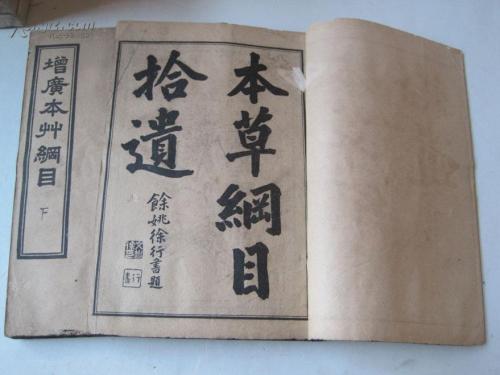 本草綱目
拾遺
餘姚徐行書題
增廣本艸綱目
下